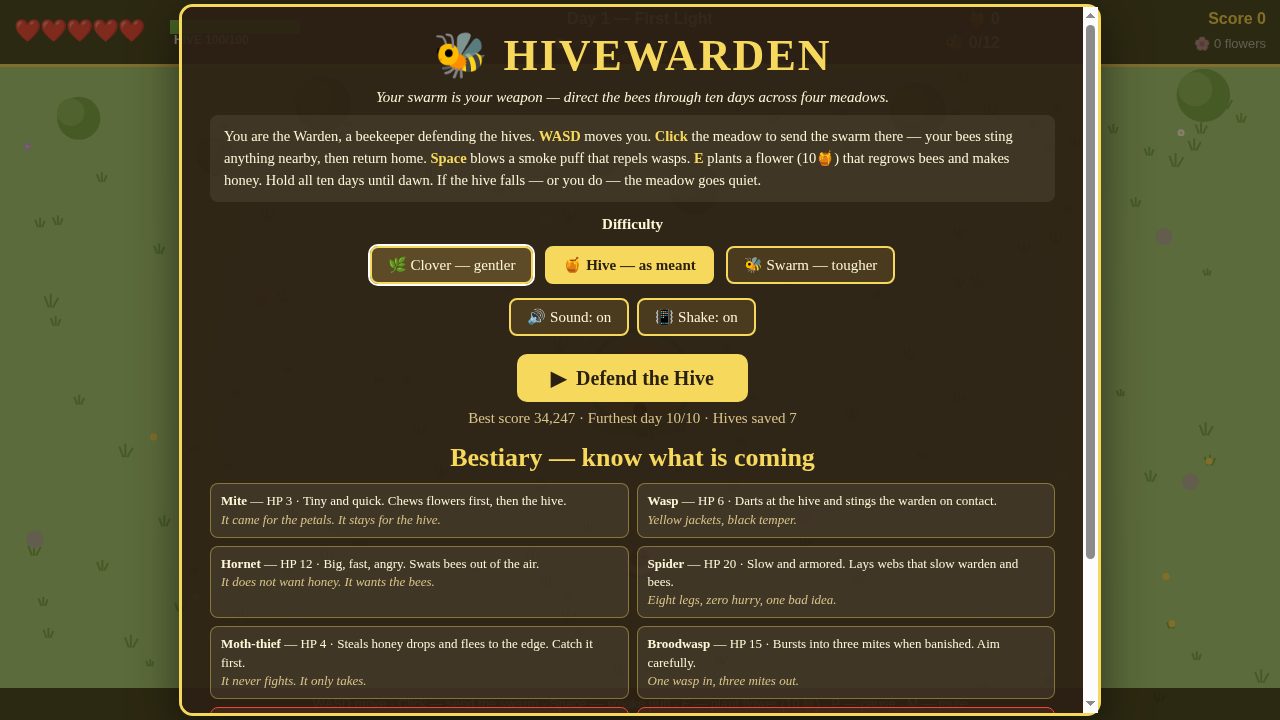 Day 1 — First Light
0
Score 0
HIVE 100/100
0/12
0 flowers
HIVEWARDEN
Your swarm is your weapon — direct the bees through ten days across four meadows.
You are the Warden, a beekeeper defending the hives. WASD moves you. Click the meadow to send the swarm there — your bees sting
anything nearby, then return home. Space blows a smoke puff that repels wasps. E plants a flower (10🍯) that regrows bees and makes
honey. Hold all ten days until dawn. If the hive falls — or you do — the meadow goes quiet.
Difficulty
🌿 Clover — gentler
🍯 Hive — as meant
🐝 Swarm — tougher
🔊 Sound: on
📳 Shake: on
▶ Defend the Hive
Best score 34,247 · Furthest day 10/10 · Hives saved 7
Bestiary — know what is coming
Mite — HP 3 · Tiny and quick. Chews flowers first, then the hive.
It came for the petals. It stays for the hive.
Wasp — HP 6 · Darts at the hive and stings the warden on contact.
Yellow jackets, black temper.
Hornet — HP 12 · Big, fast, angry. Swats bees out of the air.
It does not want honey. It wants the bees.
Spider — HP 20 · Slow and armored. Lays webs that slow warden and
bees.
Eight legs, zero hurry, one bad idea.
Moth-thief — HP 4 · Steals honey drops and flees to the edge. Catch it
first.
It never fights. It only takes.
Broodwasp — HP 15 · Bursts into three mites when banished. Aim
carefully.
One wasp in, three mites out.